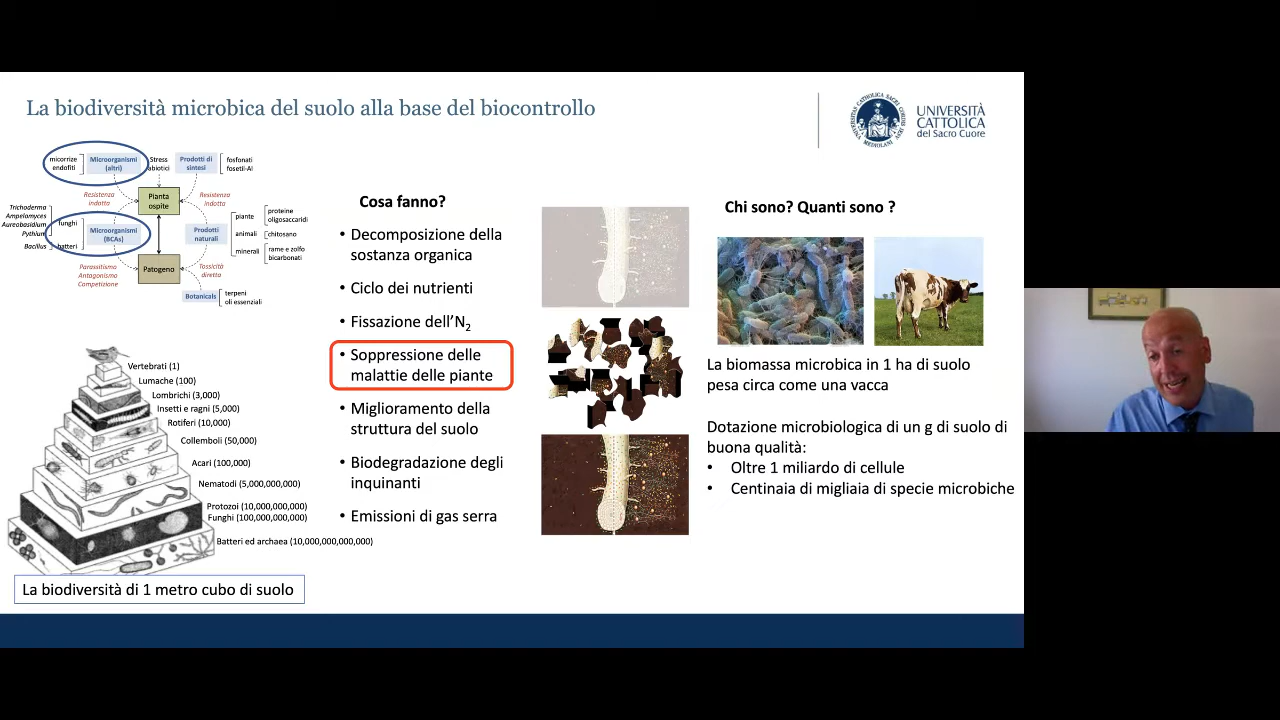 La biodiversità microbica del suolo alla base del biocontrollo
UNIVERSITÀ
CATTOLICA
del Sacro Cuore
micorrize
endofiti
Microrganismi
(altri)
Stress
abiotici
Prodotti di
sintesi
fosfonati
fosetil-Al
Resistenza
indotta
Pianta
ospite
Resistenza
indotta
Trichoderma
Ampelamyces
Aureobasidium
Pythium
Bacillus
funghi
batteri
Microrganismi
(BCAs)
Prodotti
naturali
piante
animali
minerali
proteine
oligosaccaridi
chitosano
rame e zolfo
bicarbonati
Parassitismo
Antagonismo
Competizione
Patogeno
Tossicità
diretta
Botanicals
terpeni
oli essenziali
Vertebrati (1)
Lumache (100)
Lombrichi (3,000)
Insetti e ragni (5,000)
Rotiferi (10,000)
Collemboli (50,000)
Acari (100,000)
Nematodi (5,000,000,000)
Protozoi (10,000,000,000)
Funghi (100,000,000,000)
Batteri ed archaea (10,000,000,000,000)
La biodiversità di 1 metro cubo di suolo
Cosa fanno?
• Decomposizione della
sostanza organica
• Ciclo dei nutrienti
• Fissazione dell’N₂
• Soppressione delle
malattie delle piante
• Miglioramento della
struttura del suolo
• Biodegradazione degli
inquinanti
• Emissioni di gas serra
Chi sono? Quanti sono ?
La biomassa microbica in 1 ha di suolo
pesa circa come una vacca
Dotazione microbiologica di un g di suolo di
buona qualità:
• Oltre 1 miliardo di cellule
• Centinaia di migliaia di specie microbiche